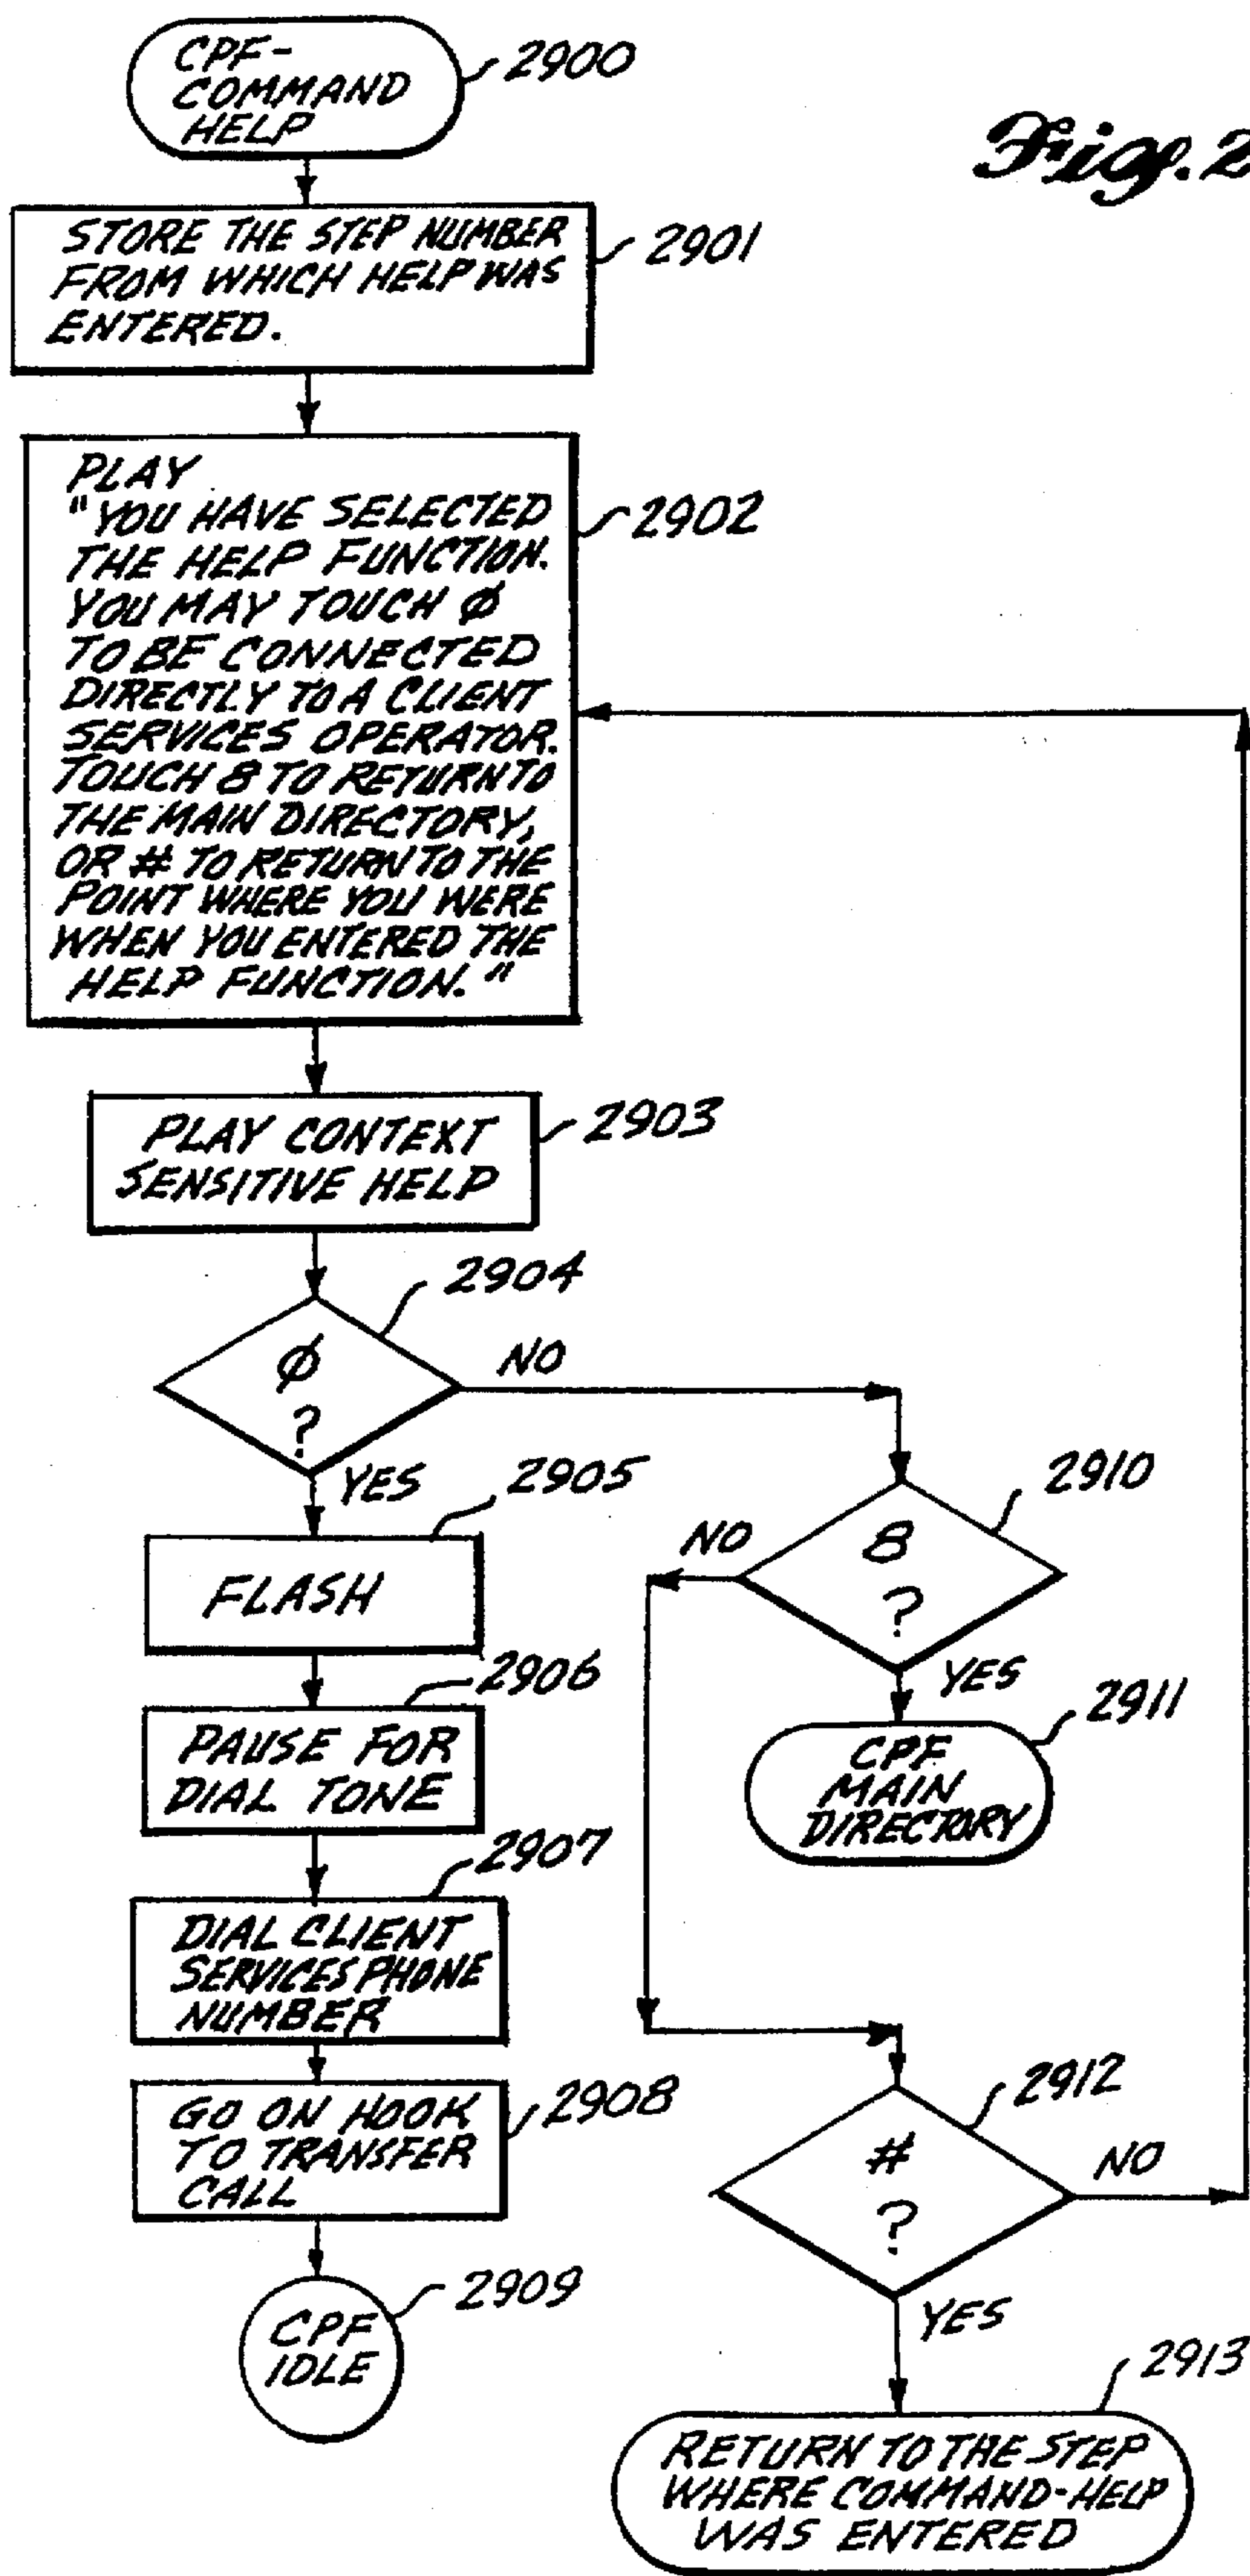 CPF-
COMMAND
HELP
2900
Fig. 2
STORE THE STEP NUMBER
FROM WHICH HELP WAS
ENTERED.
2901
PLAY
"YOU HAVE SELECTED
THE HELP FUNCTION.
YOU MAY TOUCH Ø
TO BE CONNECTED
DIRECTLY TO A CLIENT
SERVICES OPERATOR.
TOUCH 8 TO RETURN TO
THE MAIN DIRECTORY,
OR # TO RETURN TO THE
POINT WHERE YOU WERE
WHEN YOU ENTERED THE
HELP FUNCTION."
2902
PLAY CONTEXT
SENSITIVE HELP
2903
Ø
?
2904
NO
YES
FLASH
2905
PAUSE FOR
DIAL TONE
2906
DIAL CLIENT
SERVICES PHONE
NUMBER
2907
GO ON HOOK
TO TRANSFER
CALL
2908
CPF
IDLE
2909
8
?
2910
NO
YES
CPF
MAIN
DIRECTORY
2911
#
?
2912
NO
YES
RETURN TO THE STEP
WHERE COMMAND-HELP
WAS ENTERED
2913